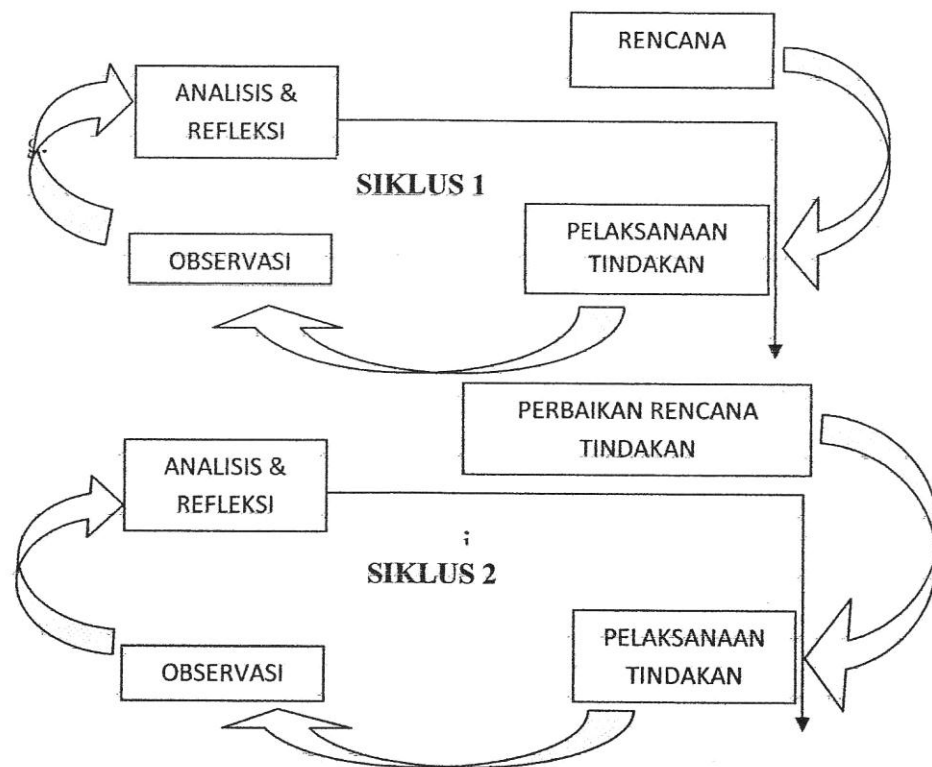 RENCANA
ANALISIS &
REFLEKSI
SIKLUS 1
PELAKSANAAN
TINDAKAN
OBSERVASI
PERBAIKAN RENCANA
TINDAKAN
ANALISIS &
REFLEKSI
SIKLUS 2
PELAKSANAAN
TINDAKAN
OBSERVASI